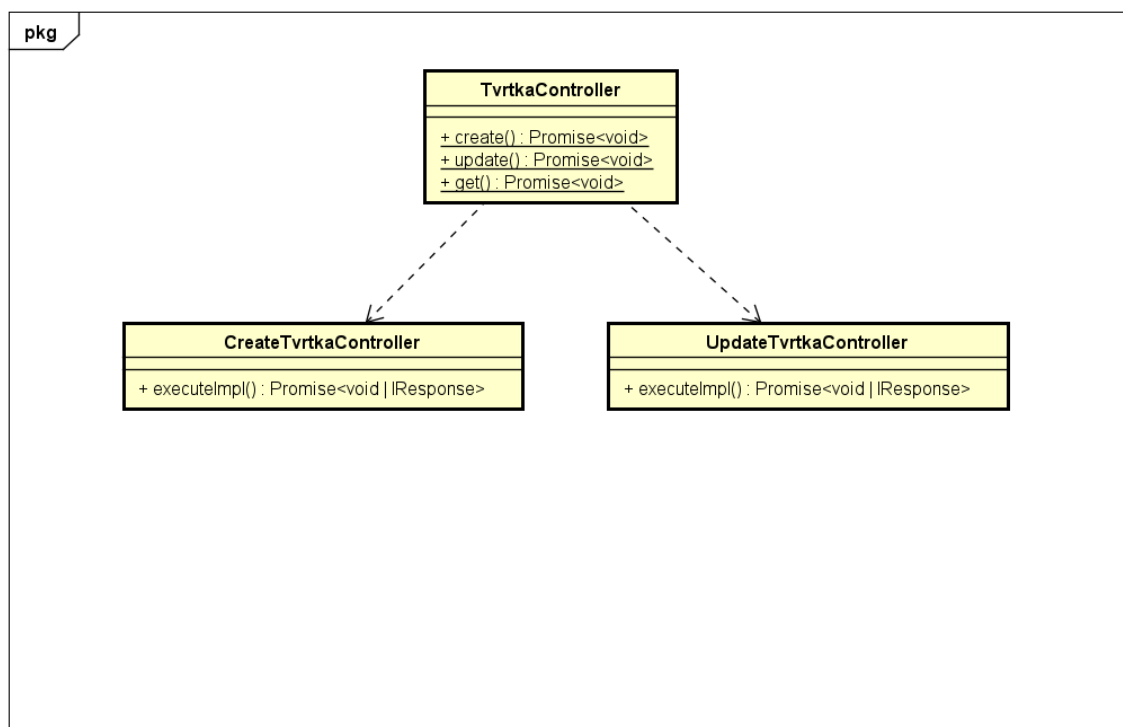 pkg
TvrtkaController
+ create() : Promise<void>
+ update() : Promise<void>
+ get() : Promise<void>
CreateTvrtkaController
+ executeImpl() : Promise<void | IResponse>
UpdateTvrtkaController
+ executeImpl() : Promise<void | IResponse>